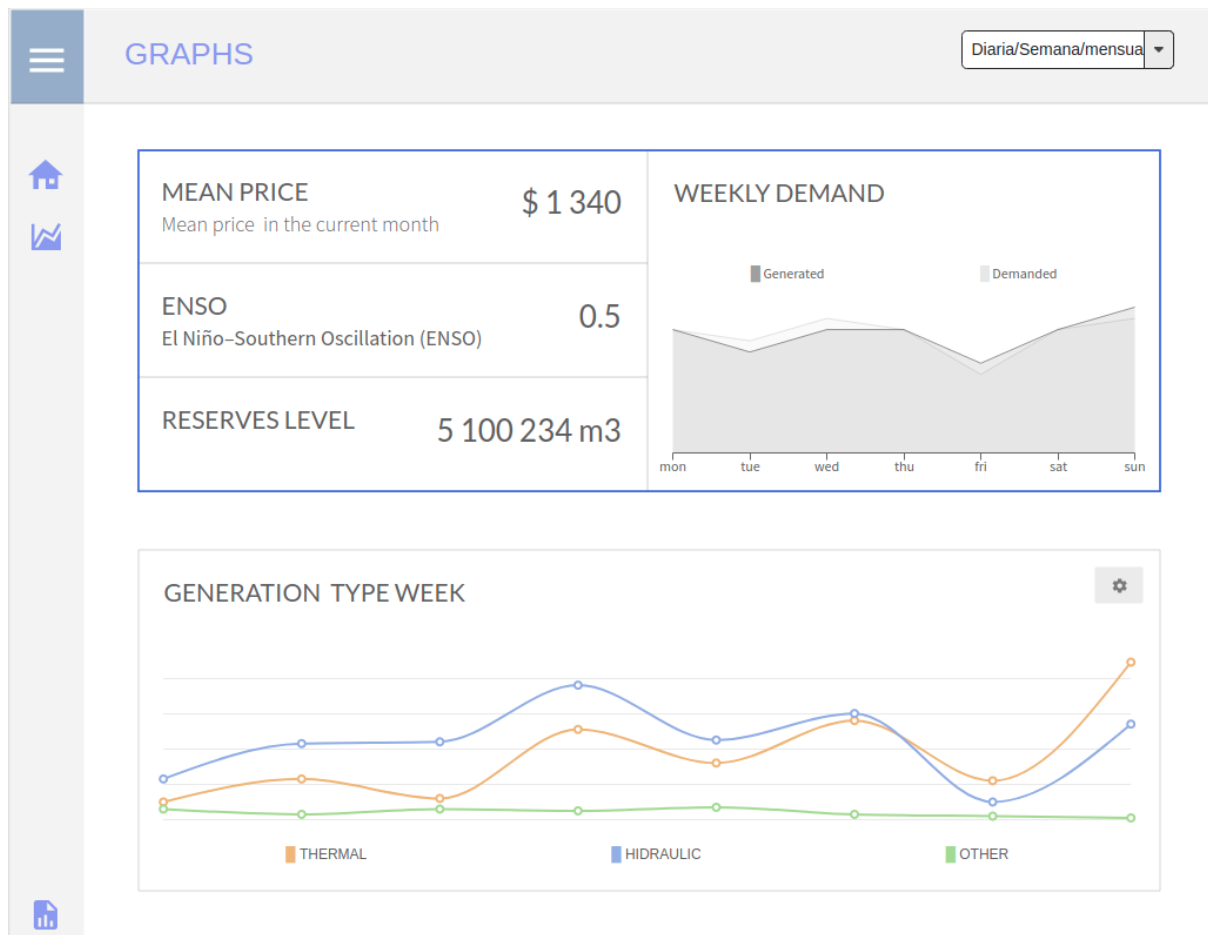 GRAPHS
Diaria/Semana/mensua
MEAN PRICE
$ 1 340
Mean price in the current month
ENSO
0.5
El Niño–Southern Oscillation (ENSO)
RESERVES LEVEL
5 100 234 m3
WEEKLY DEMAND
Generated Demanded
mon tue wed thu fri sat sun
GENERATION TYPE WEEK
THERMAL HIDRAULIC OTHER